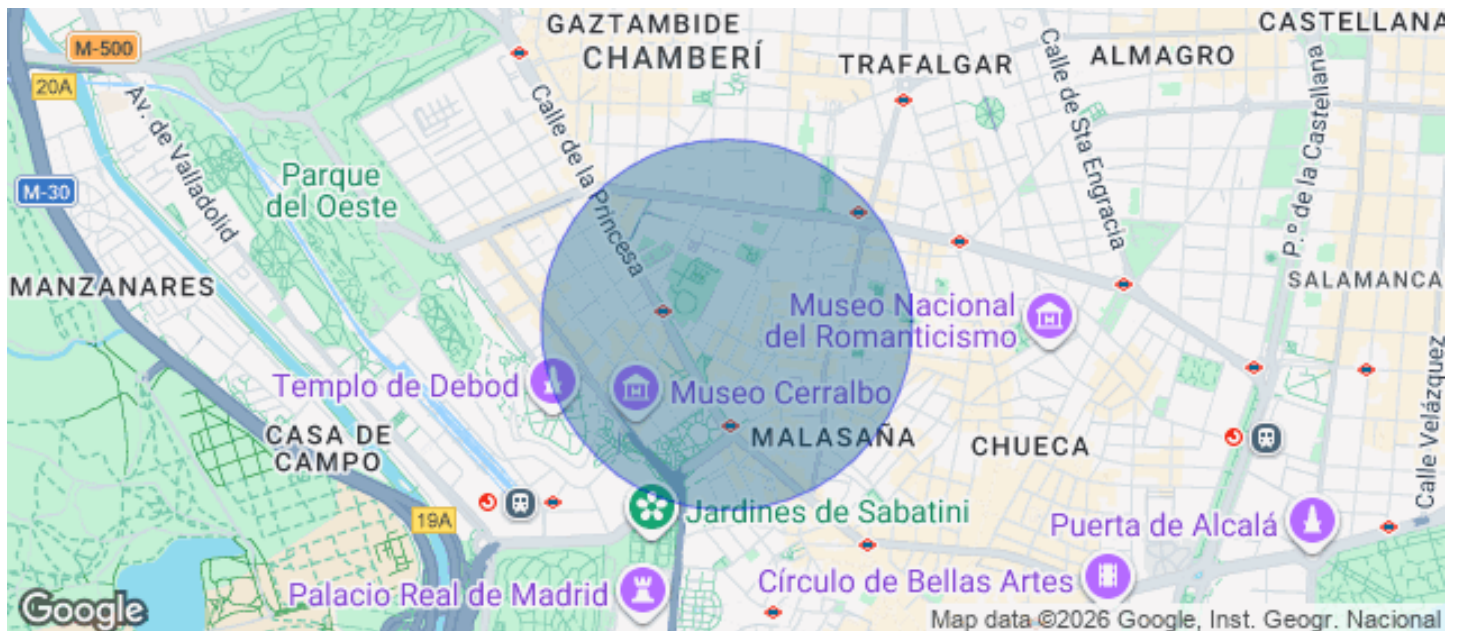 GAZTAMBIDE
CHAMBERÍ
CASTELLANA
M-500
TRAFALGAR
ALMAGRO
20A
Av. de Valladolid
Calle de la Princesa
Calle de Sta Engracia
P.º de la Castellana
Parque
del Oeste
M-30
MANZANARES
SALAMANCA
Museo Nacional
del Romanticismo
Templo de Debod
Museo Cerralbo
CASA DE
CAMPO
MALASAÑA
CHUECA
Calle Velázquez
19A
Jardines de Sabatini
Puerta de Alcalá
Palacio Real de Madrid
Círculo de Bellas Artes
Google
Map data ©2026 Google, Inst. Geogr. Nacional